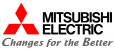 MITSUBISHI
ELECTRIC
Changes for the Better